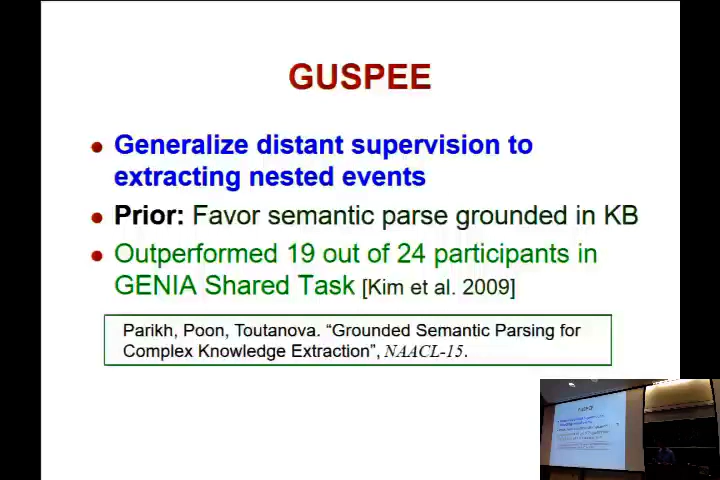 GUSPEE
Generalize distant supervision to
extracting nested events
Prior: Favor semantic parse grounded in KB
Outperformed 19 out of 24 participants in
GENIA Shared Task [Kim et al. 2009]
Parikh, Poon, Toutanova. “Grounded Semantic Parsing for
Complex Knowledge Extraction”, NAACL-15.
GUSPEE